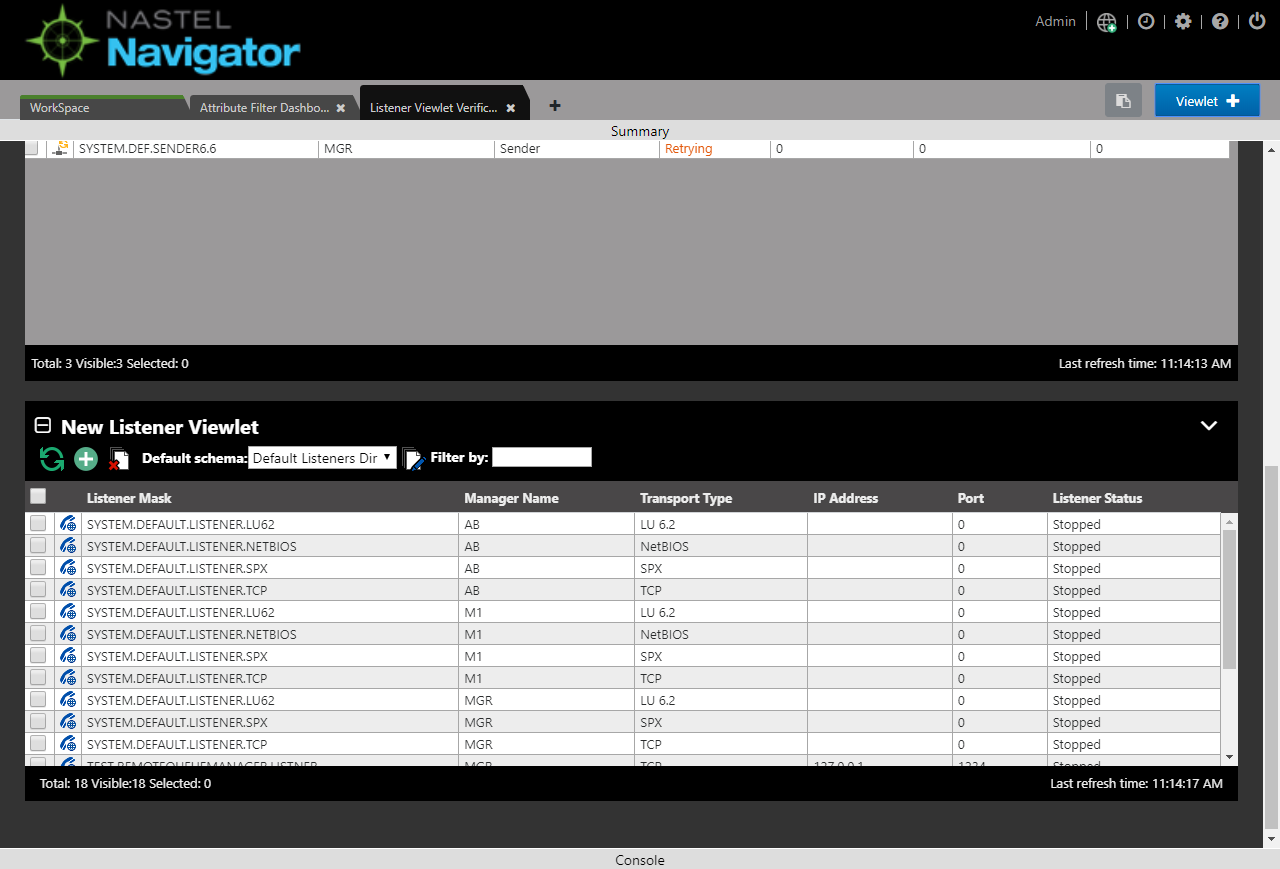 NASTEL
Navigator
Admin
WorkSpace
Attribute Filter Dashbo...
Listener Viewlet Verific...
Viewlet
Summary
SYSTEM.DEF.SENDER6.6 MGR Sender Retrying 0 0 0
Total: 3 Visible:3 Selected: 0 Last refresh time: 11:14:13 AM
New Listener Viewlet
Default schema: Default Listeners Dir Filter by:
Listener Mask Manager Name Transport Type IP Address Port Listener Status
SYSTEM.DEFAULT.LISTENER.LU62 AB LU 6.2 0 Stopped
SYSTEM.DEFAULT.LISTENER.NETBIOS AB NetBIOS 0 Stopped
SYSTEM.DEFAULT.LISTENER.SPX AB SPX 0 Stopped
SYSTEM.DEFAULT.LISTENER.TCP AB TCP 0 Stopped
SYSTEM.DEFAULT.LISTENER.LU62 M1 LU 6.2 0 Stopped
SYSTEM.DEFAULT.LISTENER.NETBIOS M1 NetBIOS 0 Stopped
SYSTEM.DEFAULT.LISTENER.SPX M1 SPX 0 Stopped
SYSTEM.DEFAULT.LISTENER.TCP M1 TCP 0 Stopped
SYSTEM.DEFAULT.LISTENER.LU62 MGR LU 6.2 0 Stopped
SYSTEM.DEFAULT.LISTENER.SPX MGR SPX 0 Stopped
SYSTEM.DEFAULT.LISTENER.TCP MGR TCP 0 Stopped
TEST.REMOTEQUEUEMANAGER.LISTNER MGR TCP 127.0.0.1 1234 Stopped
Total: 18 Visible:18 Selected: 0 Last refresh time: 11:14:17 AM
Console